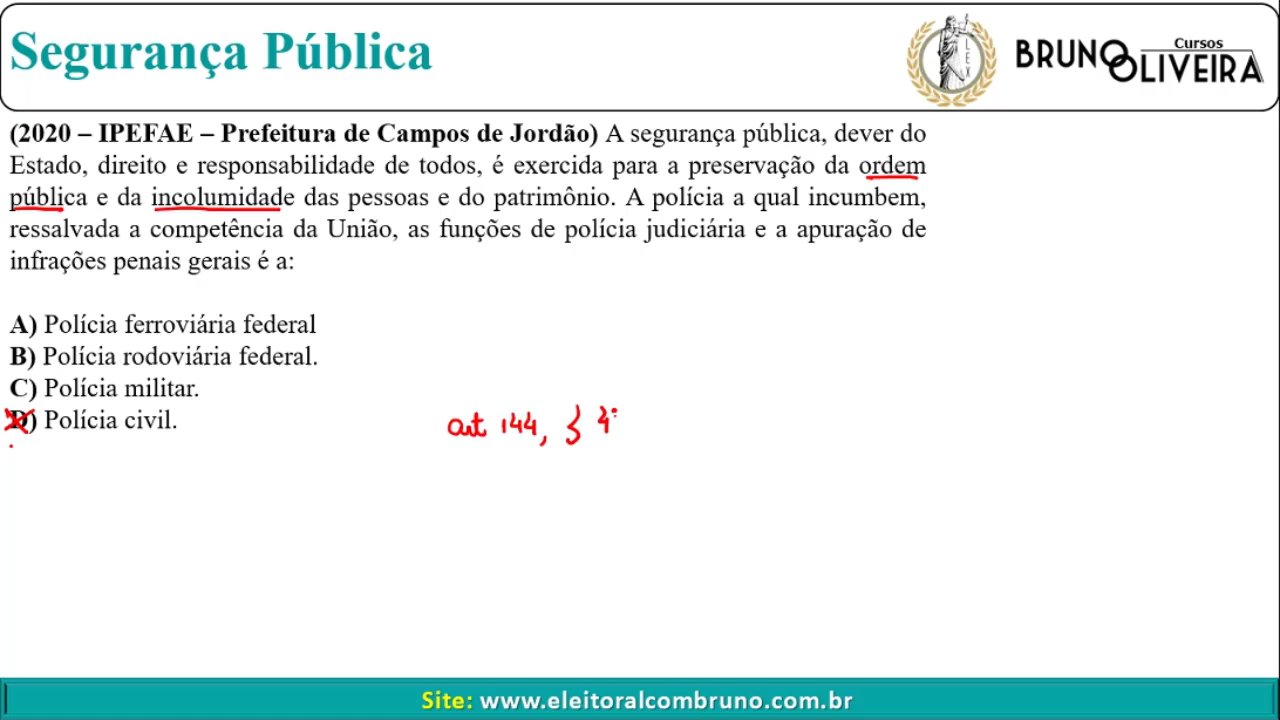 Segurança Pública
Cursos
BRUNO OLIVEIRA
LEX
(2020 – IPEFAE – Prefeitura de Campos de Jordão) A segurança pública, dever do
Estado, direito e responsabilidade de todos, é exercida para a preservação da ordem
pública e da incolumidade das pessoas e do patrimônio. A polícia a qual incumbem,
ressalvada a competência da União, as funções de polícia judiciária e a apuração de
infrações penais gerais é a:
A) Polícia ferroviária federal
B) Polícia rodoviária federal.
C) Polícia militar.
D) Polícia civil.
art 144, § 4º
Site: www.eleitoralcombruno.com.br